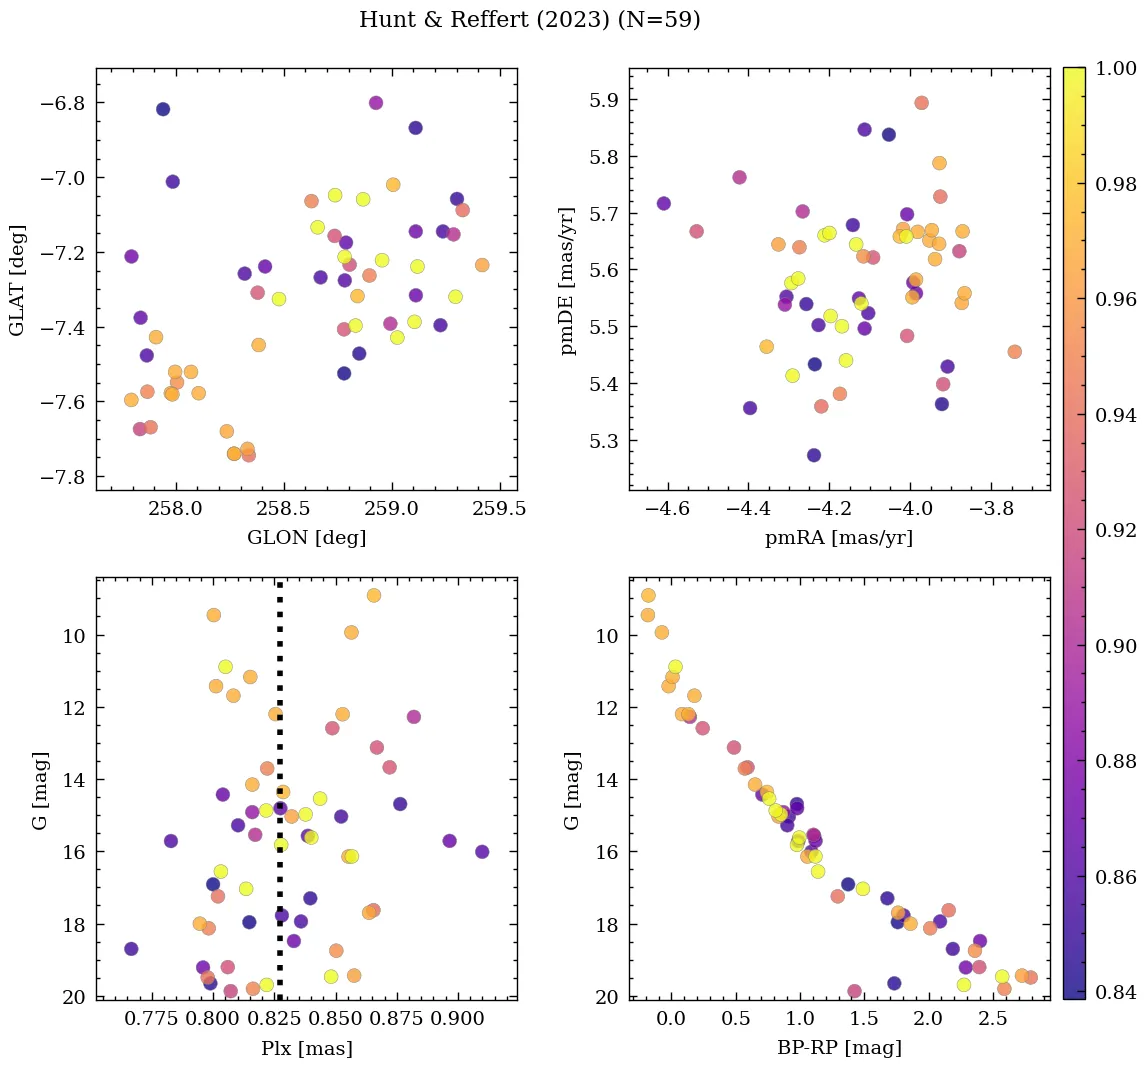 Hunt & Reffert (2023) (N=59)
−6.8
−7.0
−7.2
−7.4
−7.6
−7.8
GLAT [deg]
258.0 258.5 259.0 259.5
GLON [deg]
5.9
5.8
5.7
5.6
5.5
5.4
5.3
pmDE [mas/yr]
−4.6 −4.4 −4.2 −4.0 −3.8
pmRA [mas/yr]
1.00
0.98
0.96
0.94
0.92
0.90
0.88
0.86
0.84
10
12
14
16
18
20
G [mag]
0.775 0.800 0.825 0.850 0.875 0.900
Plx [mas]
10
12
14
16
18
20
G [mag]
0.0 0.5 1.0 1.5 2.0 2.5
BP-RP [mag]